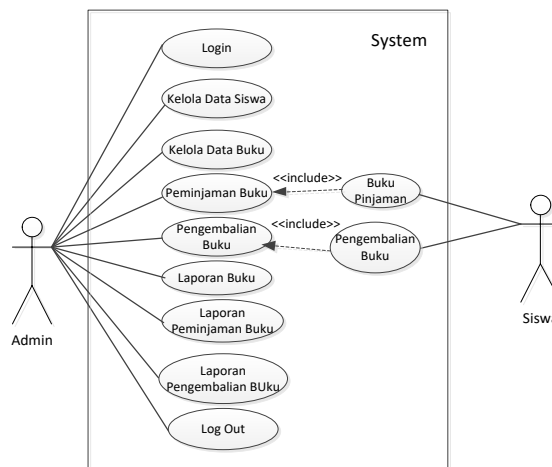 System
Login
Kelola Data Siswa
Kelola Data Buku
<<include>>
Peminjaman Buku
Buku
Pinjaman
<<include>>
Pengembalian
Buku
Pengembalian
Buku
Laporan Buku
Laporan
Peminjaman Buku
Laporan
Pengembalian BUku
Log Out
Admin
Siswa